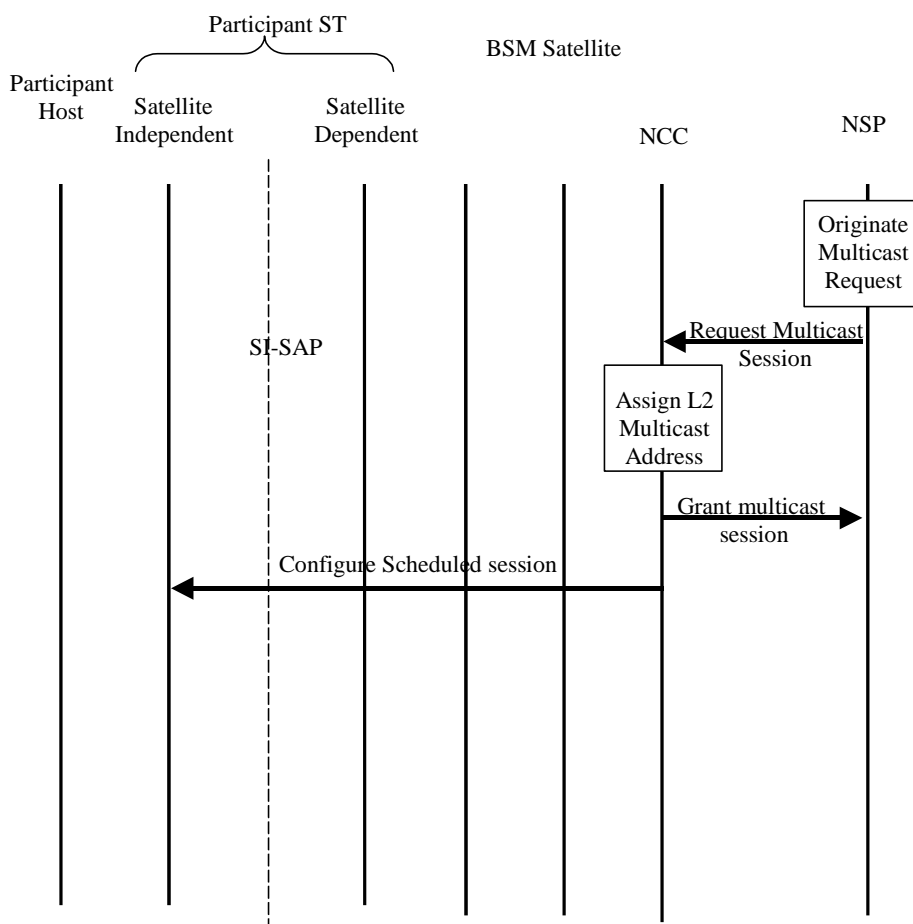 Participant ST
BSM Satellite
Participant
Host
Satellite
Independent
Satellite
Dependent
NCC
NSP
Originate
Multicast
Request
Request Multicast
Session
SI-SAP
Assign L2
Multicast
Address
Grant multicast
session
Configure Scheduled session